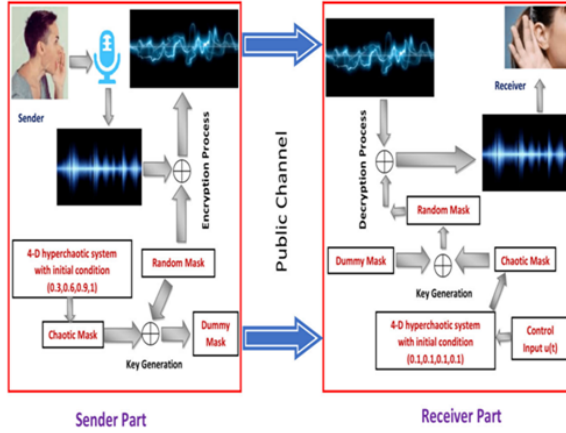 Sender
Encryption Process
4-D hyperchaotic system
with initial condition
(0.3,0.6,0.9,1)
Random Mask
Chaotic Mask
Key Generation
Dummy
Mask
Sender Part
Public Channel
Receiver
Decryption Process
Random Mask
Dummy Mask
Chaotic Mask
Key Generation
4-D hyperchaotic system
with initial condition
(0.1,0.1,0.1,0.1)
Control
Input u(t)
Receiver Part